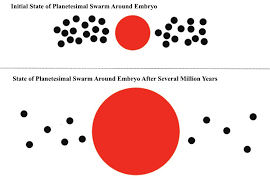 Initial State of Planetesimal Swarm Around Embryo
State of Planetesimal Swarm Around Embryo After Several Million Years